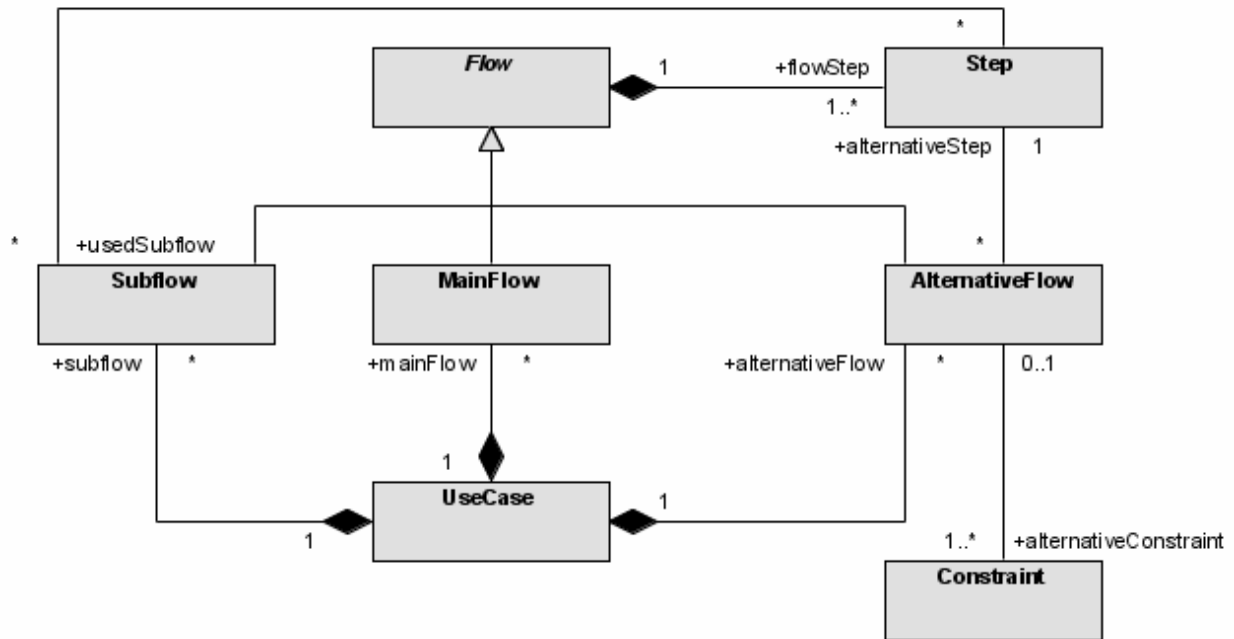 *
Flow
1
+flowStep
Step
1..*
+alternativeStep
1
*
+usedSubflow
*
Subflow
MainFlow
AlternativeFlow
+subflow
*
+mainFlow
*
+alternativeFlow
*
0..1
1
UseCase
1
1
1..*
+alternativeConstraint
Constraint